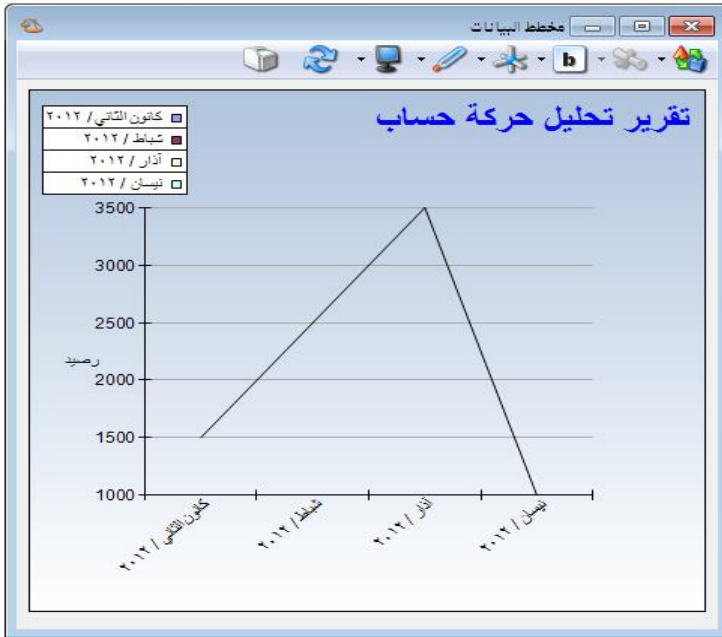 مخطط البيانات
b
تقرير تحليل حركة حساب
كانون الثاني / ٢٠١٢
شباط / ٢٠١٢
آذار / ٢٠١٢
نيسان / ٢٠١٢
3500
3000
2500
رصيد
2000
1500
1000
كانون الثاني / ٢٠١٢
شباط / ٢٠١٢
آذار / ٢٠١٢
نيسان / ٢٠١٢